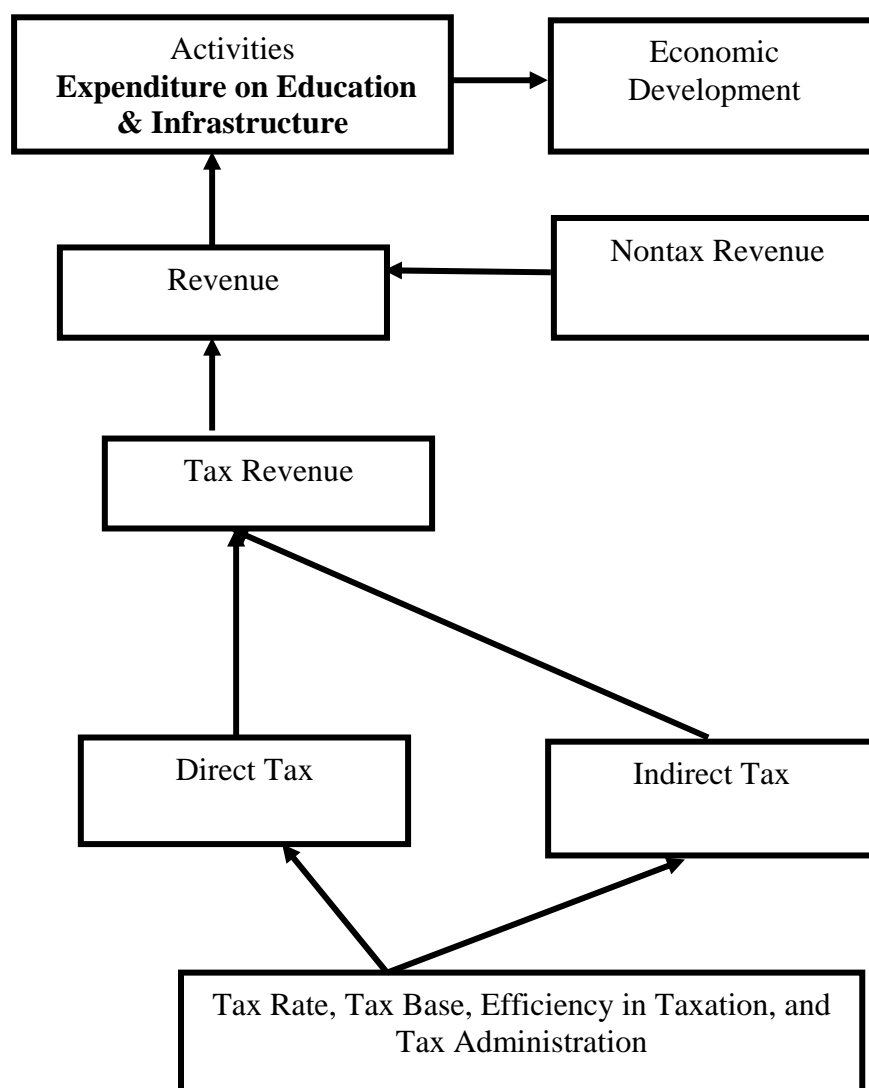 Activities
Expenditure on Education
& Infrastructure
Economic
Development
Nontax Revenue
Revenue
Tax Revenue
Direct Tax
Indirect Tax
Tax Rate, Tax Base, Efficiency in Taxation, and
Tax Administration